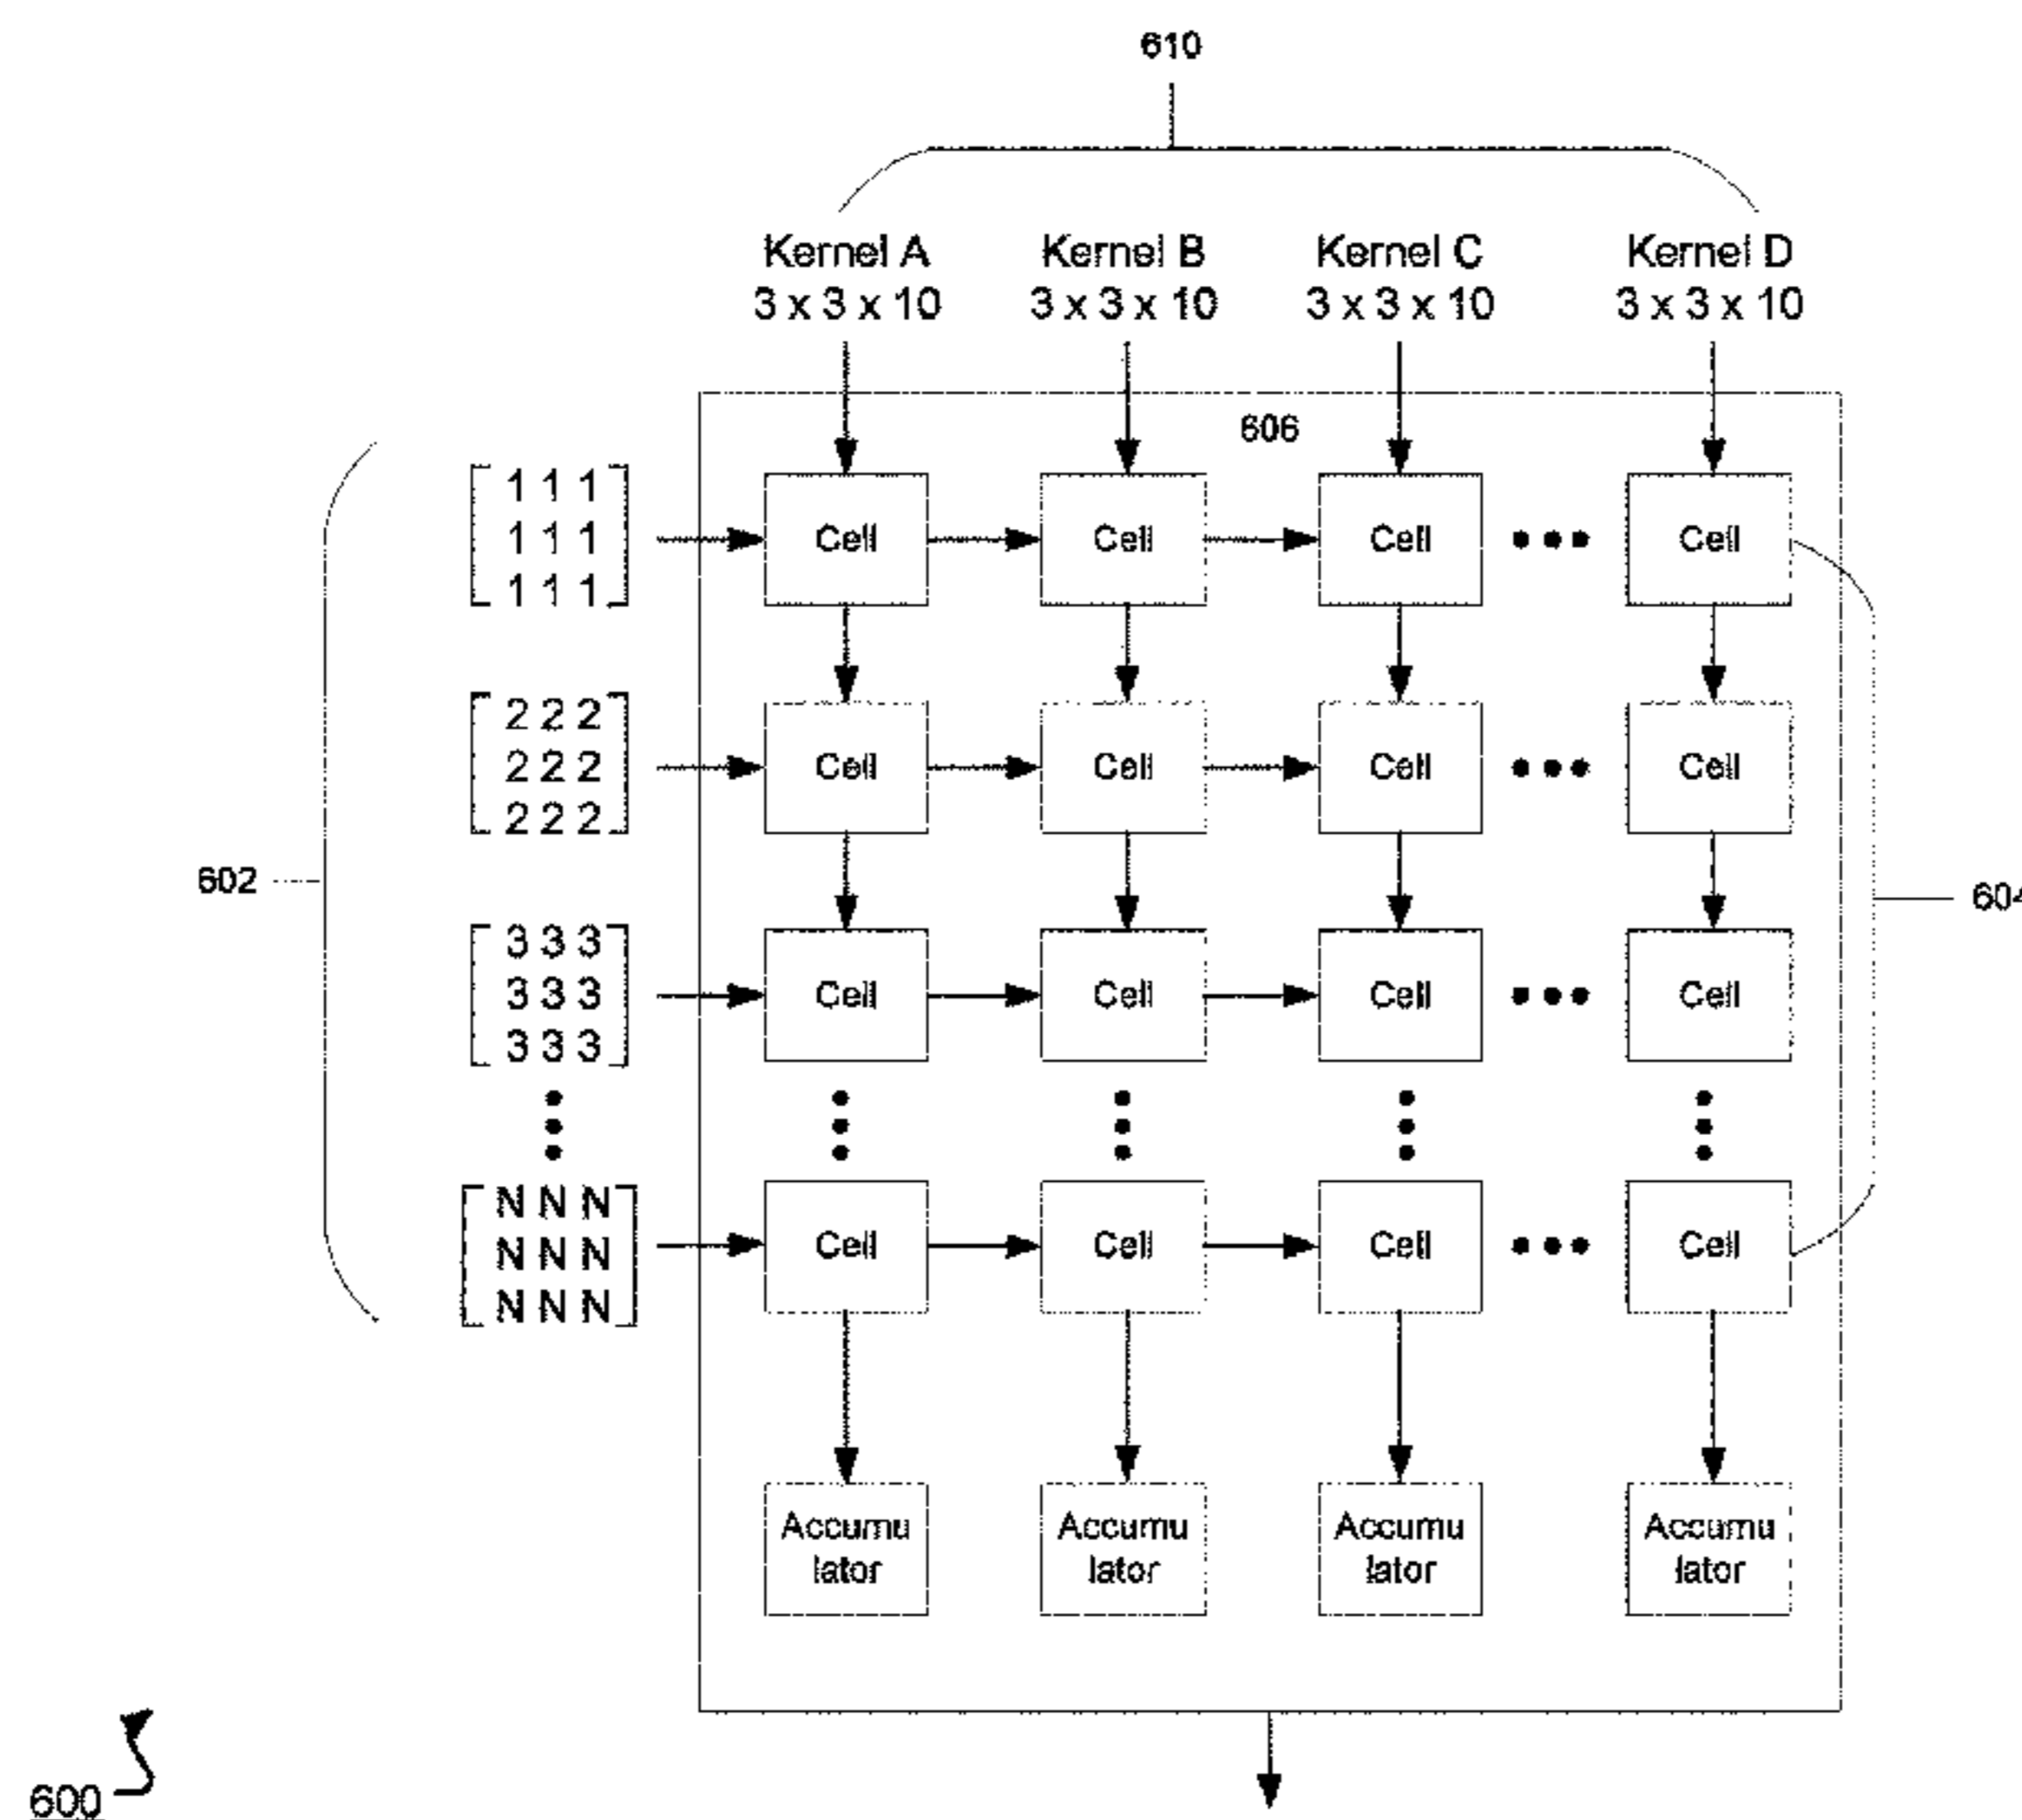 610
Kernel A Kernel B Kernel C Kernel D
3 x 3 x 10 3 x 3 x 10 3 x 3 x 10 3 x 3 x 10
606
1 1 1
1 1 1
1 1 1
Cell Cell Cell Cell
2 2 2
2 2 2
2 2 2
Cell Cell Cell Cell
602
604
3 3 3
3 3 3
3 3 3
Cell Cell Cell Cell
N N N
N N N
N N N
Cell Cell Cell Cell
Accumu Accumu Accumu Accumu
lator lator lator lator
600